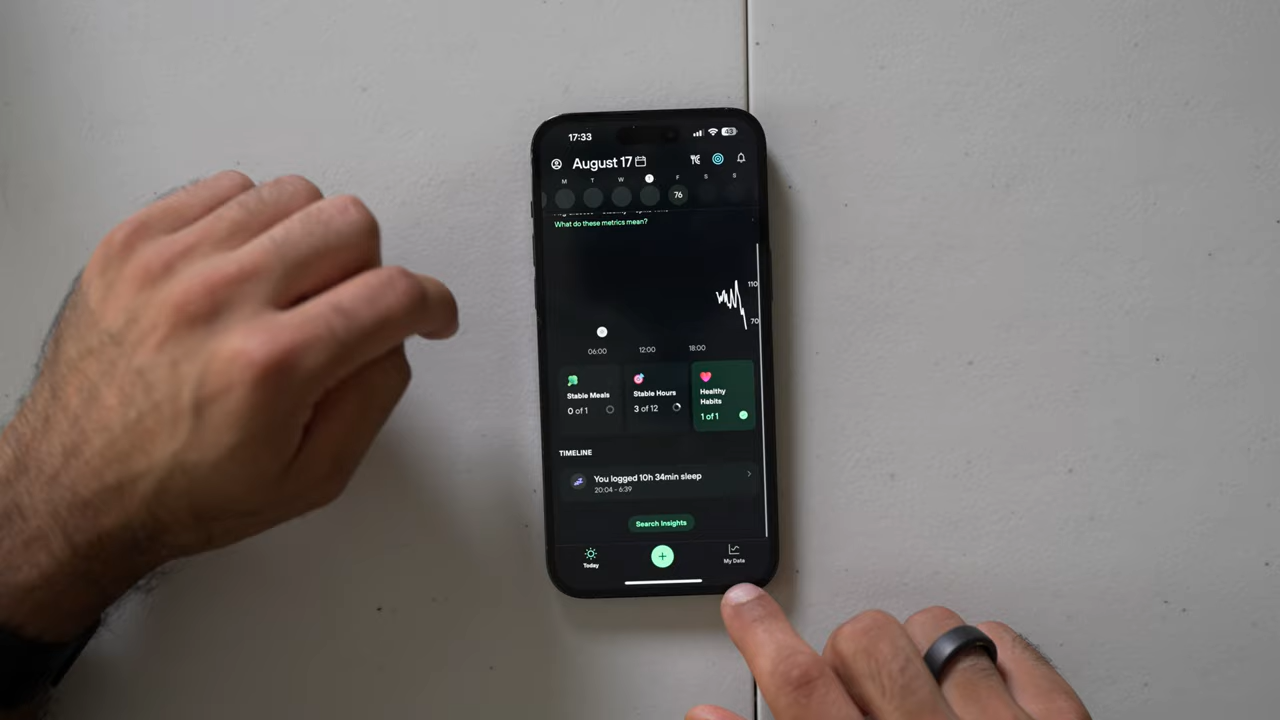 17:33
43
August 17
M T W T F S S
76
What do these metrics mean?
110
70
06:00 12:00 18:00
Stable Meals
0 of 1
Stable Hours
3 of 12
Healthy
Habits
1 of 1
TIMELINE
You logged 10h 34min sleep
20:04 - 6:39
Search Insights
Today
+
My Data